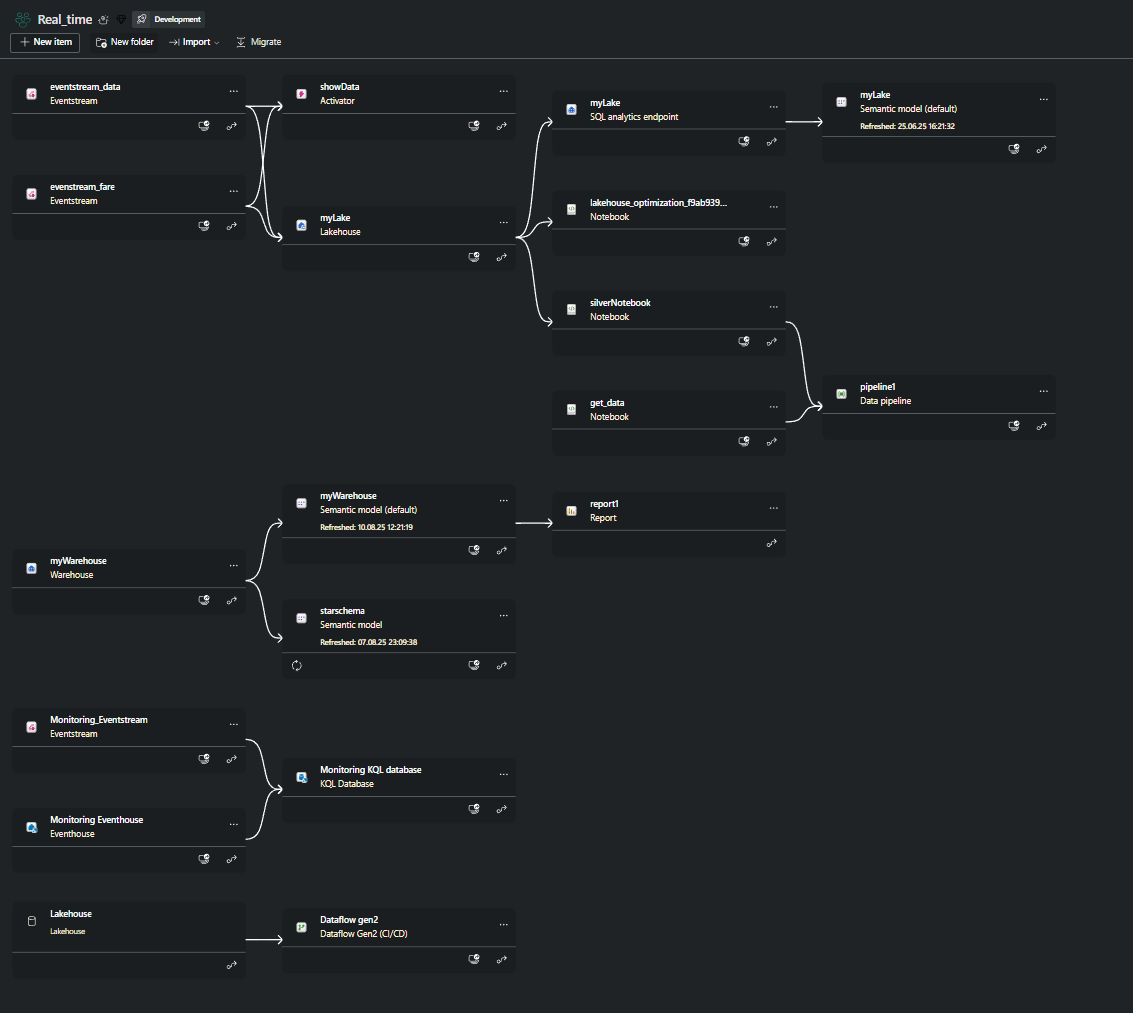 Real_time Development
New item New folder Import Migrate
eventstream_data
Eventstream
evenstream_fare
Eventstream
showData
Activator
myLake
Lakehouse
myLake
SQL analytics endpoint
myLake
Semantic model (default)
Refreshed: 25.06.25 16:21:32
lakehouse_optimization_f9ab939...
Notebook
silverNotebook
Notebook
get_data
Notebook
pipeline1
Data pipeline
myWarehouse
Warehouse
myWarehouse
Semantic model (default)
Refreshed: 10.08.25 12:21:19
report1
Report
starschema
Semantic model
Refreshed: 07.08.25 23:09:38
Monitoring_Eventstream
Eventstream
Monitoring Eventhouse
Eventhouse
Monitoring KQL database
KQL Database
Lakehouse
Lakehouse
Dataflow gen2
Dataflow Gen2 (CI/CD)